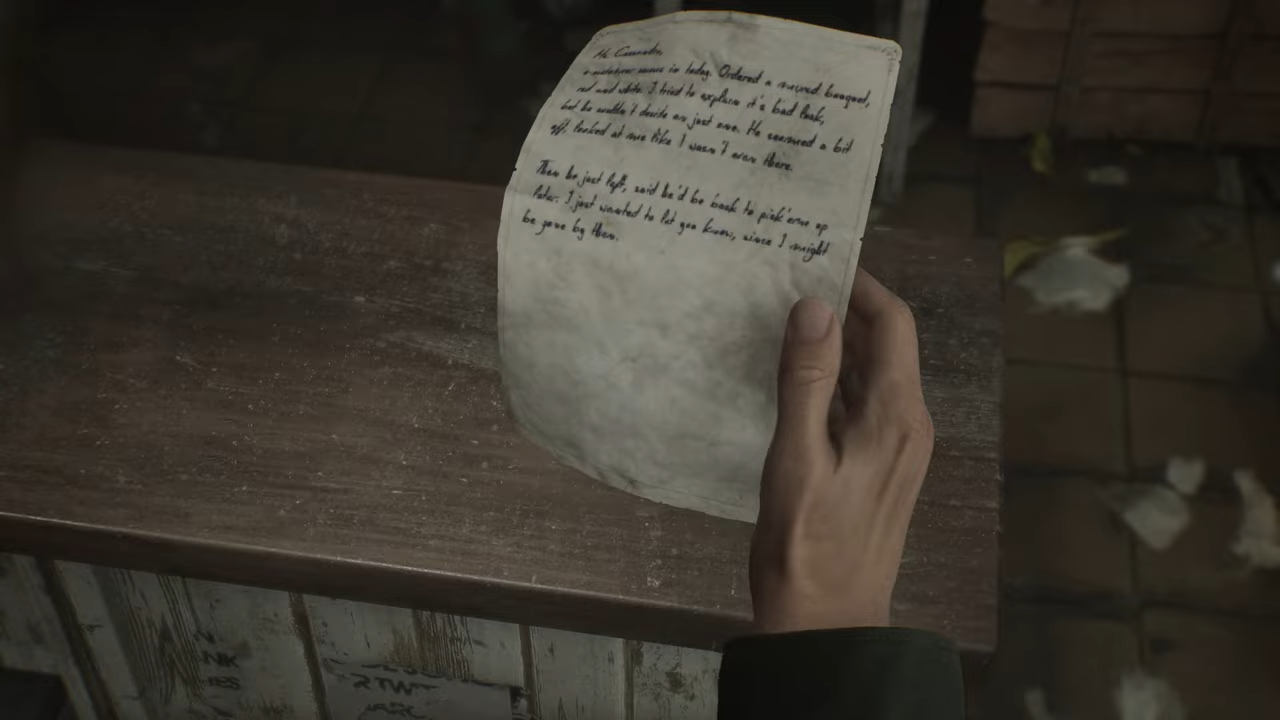 a customer came in today. Ordered a mixed bouquet,
red and white. I tried to explain it's bad luck,
but he wouldn't decide on just one. He seemed a bit
off, looked at me like I wasn't even there.
Then he just left, said he'd be back to pick 'em up
later. I just wanted to let you know, since I might
be gone by then.
NK